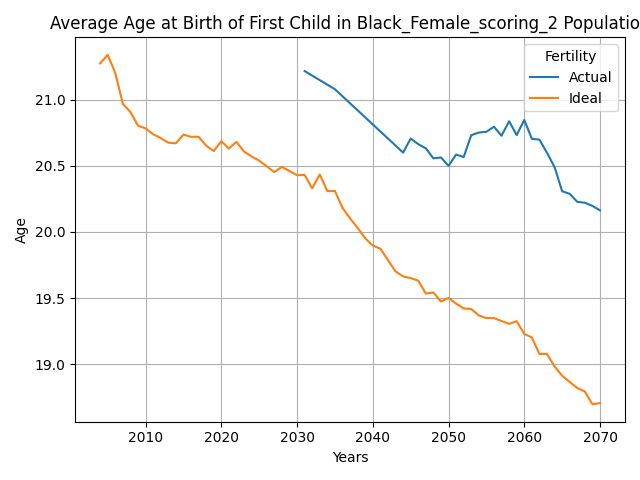 Average Age at Birth of First Child in Black_Female_scoring_2 Populatio
Fertility
Actual
Ideal
21.0
20.5
20.0
19.5
19.0
Age
2010 2020 2030 2040 2050 2060 2070
Years